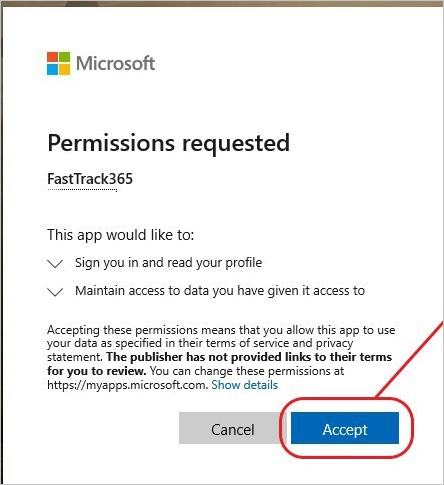 Microsoft
Permissions requested
FastTrack365
This app would like to:
Sign you in and read your profile
Maintain access to data you have given it access to
Accepting these permissions means that you allow this app to use
your data as specified in their terms of service and privacy
statement. The publisher has not provided links to their terms
for you to review. You can change these permissions at
https://myapps.microsoft.com. Show details
Cancel
Accept